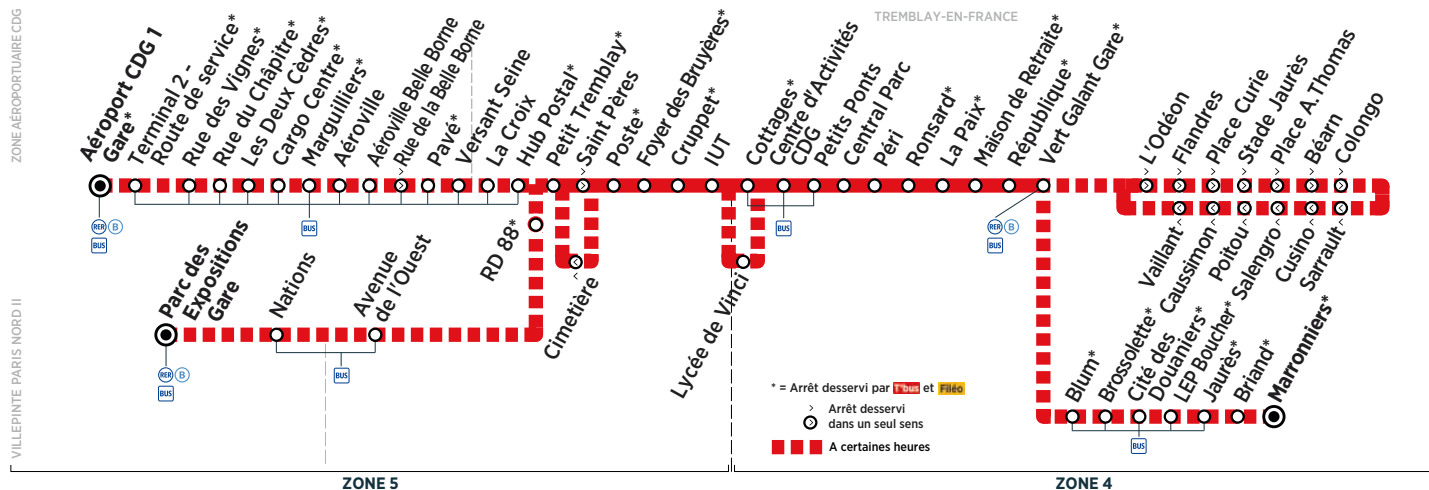 ZONE AÉROPORTUAIRE CDG
TREMBLAY-EN-FRANCE
Aéroport CDG 1
Gare*
Terminal 2 -
Route de service*
Rue des Vignes*
Rue du Châpitre*
Les Deux Cèdres*
Cargo Centre*
Marguilliers*
Aéroville
Aéroville Belle Borne
Rue de la Belle Borne
Pavé*
Versant Seine
La Croix
Hub Postal*
Petit Tremblay*
Saint Pères
Poste*
Foyer des Bruyères*
Cruppet*
IUT
Cottages*
Centre d'Activités
CDG
Petits Ponts
Central Parc
Péri
Ronsard*
La Paix*
Maison de Retraite*
République*
Vert Galant Gare*
L'Odéon
Flandres
Place Curie
Stade Jaurès
Place A.Thomas
Béarn
Colongo
RER B
BUS
BUS
BUS
RER B
BUS
RD 88*
Cimetière
Lycée de Vinci
Vaillant
Caussimon
Poitou
Salengro
Cusino
Sarrault
VILLEPINTE PARIS NORD II
Parc des
Expositions
Gare
Nations
Avenue
de l'Ouest
RER B
BUS
BUS
Blum*
Brossolette*
Cité des
Douaniers*
LEP Boucher*
Jaurès*
Briand*
Marronniers*
BUS
* = Arrêt desservi par T'bus et Filéo
Arrêt desservi
dans un seul sens
A certaines heures
ZONE 5
ZONE 4